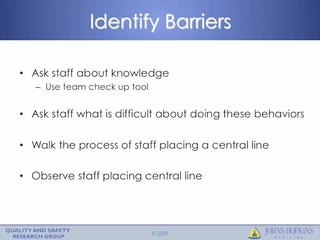 Identify Barriers
• Ask staff about knowledge
– Use team check up tool
• Ask staff what is difficult about doing these behaviors
• Walk the process of staff placing a central line
• Observe staff placing central line
QUALITY AND SAFETY
RESEARCH GROUP
© 2009
JOHNS HOPKINS
MEDICINE